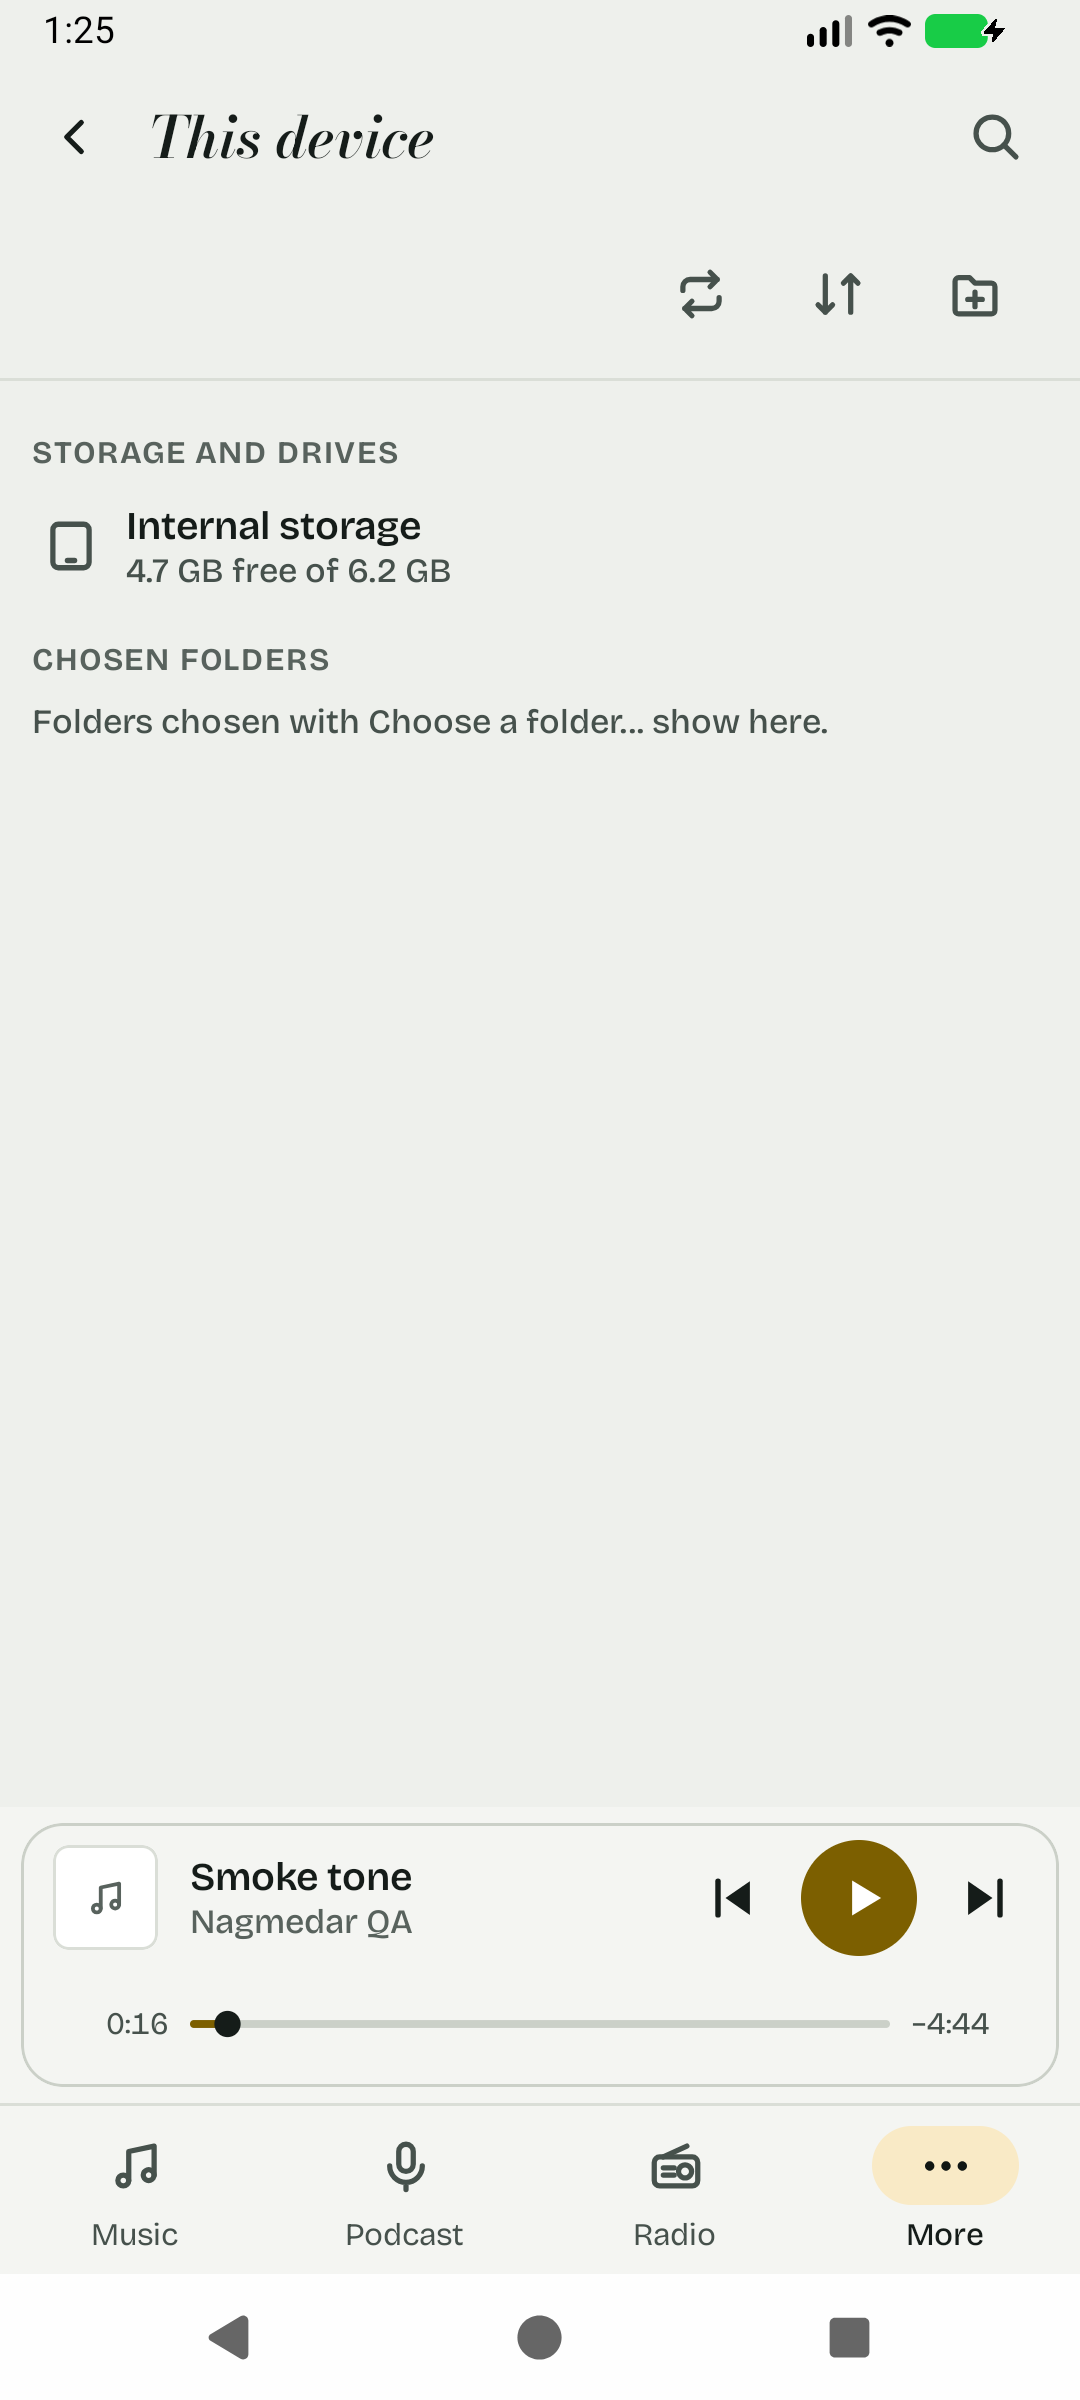 1:25
This device
STORAGE AND DRIVES
Internal storage
4.7 GB free of 6.2 GB
CHOSEN FOLDERS
Folders chosen with Choose a folder... show here.
Smoke tone
Nagmedar QA
0:16
-4:44
Music
Podcast
Radio
More